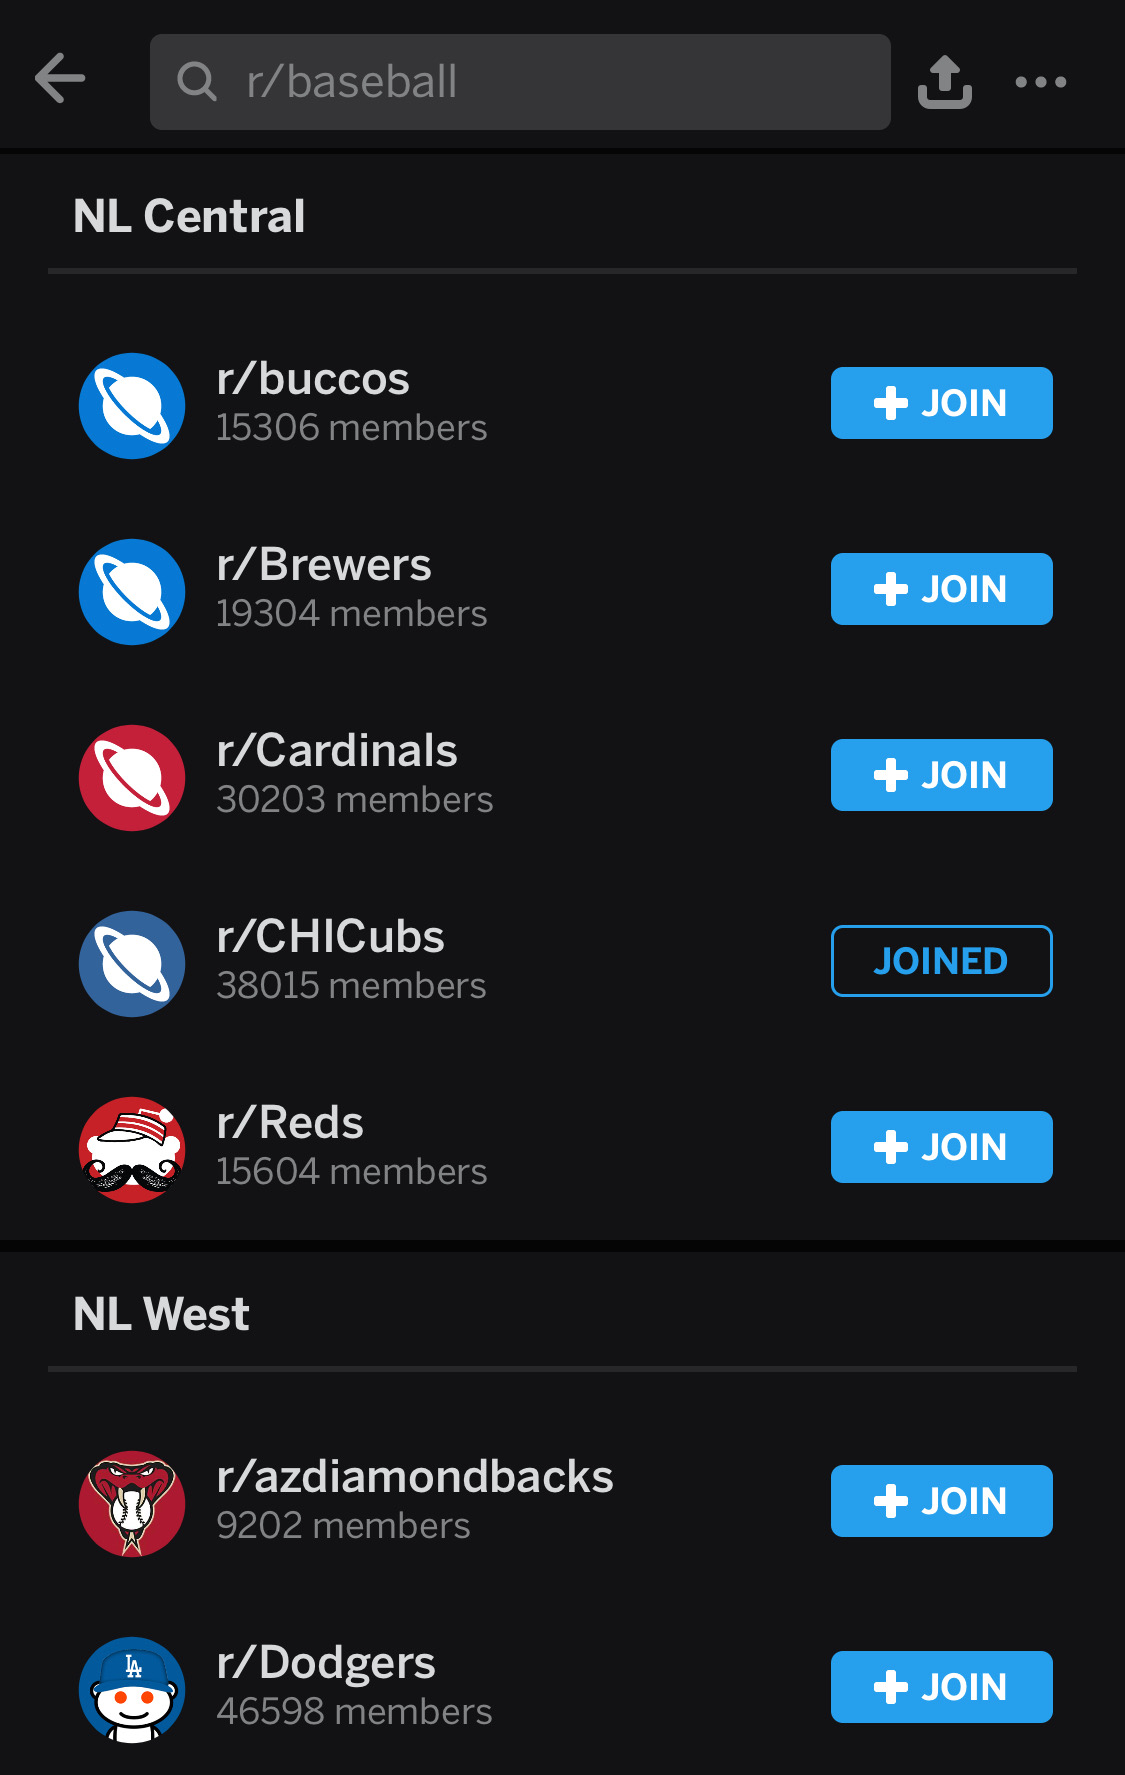 r/baseball
NL Central
r/buccos
15306 members
JOIN
r/Brewers
19304 members
JOIN
r/Cardinals
30203 members
JOIN
r/CHICubs
38015 members
JOINED
r/Reds
15604 members
JOIN
NL West
r/azdiamondbacks
9202 members
JOIN
LA
r/Dodgers
46598 members
JOIN